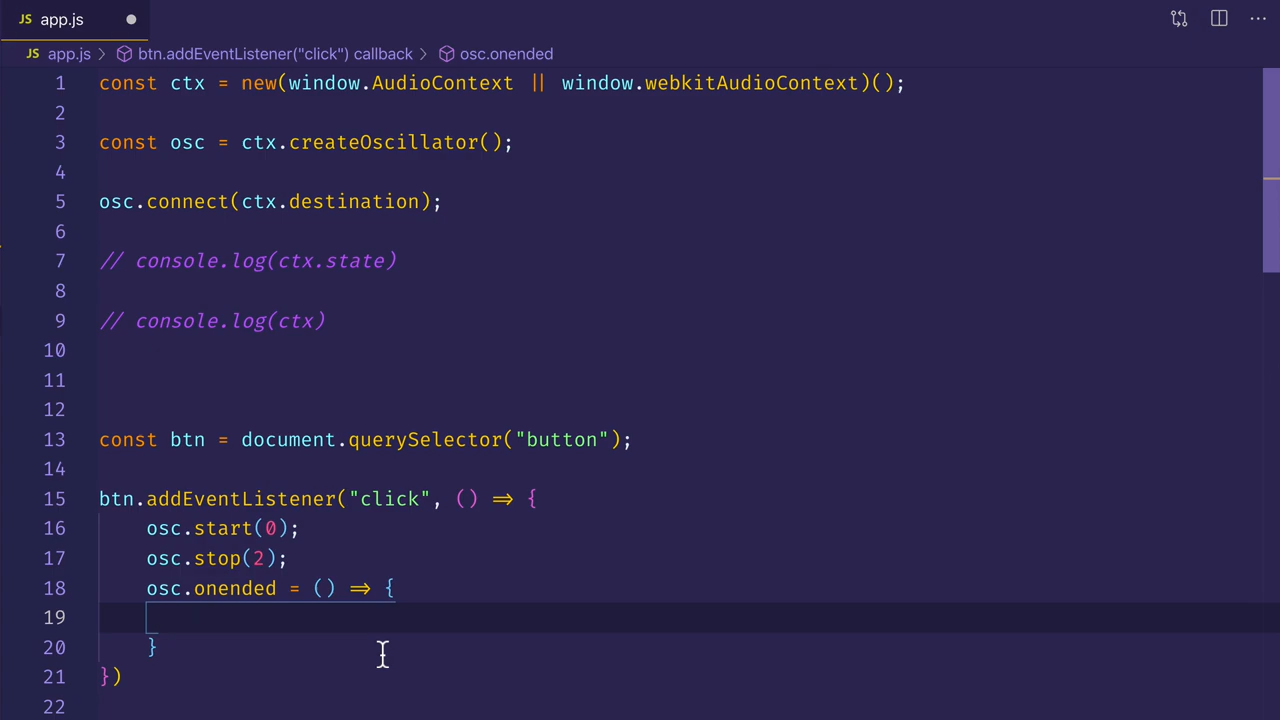 JS app.js
JS app.js > btn.addEventListener("click") callback > osc.onended
1 const ctx = new(window.AudioContext || window.webkitAudioContext)();
2
3 const osc = ctx.createOscillator();
4
5 osc.connect(ctx.destination);
6
7 // console.log(ctx.state)
8
9 // console.log(ctx)
10
11
12
13 const btn = document.querySelector("button");
14
15 btn.addEventListener("click", () => {
16 osc.start(0);
17 osc.stop(2);
18 osc.onended = () => {
19
20 }
21 })
22